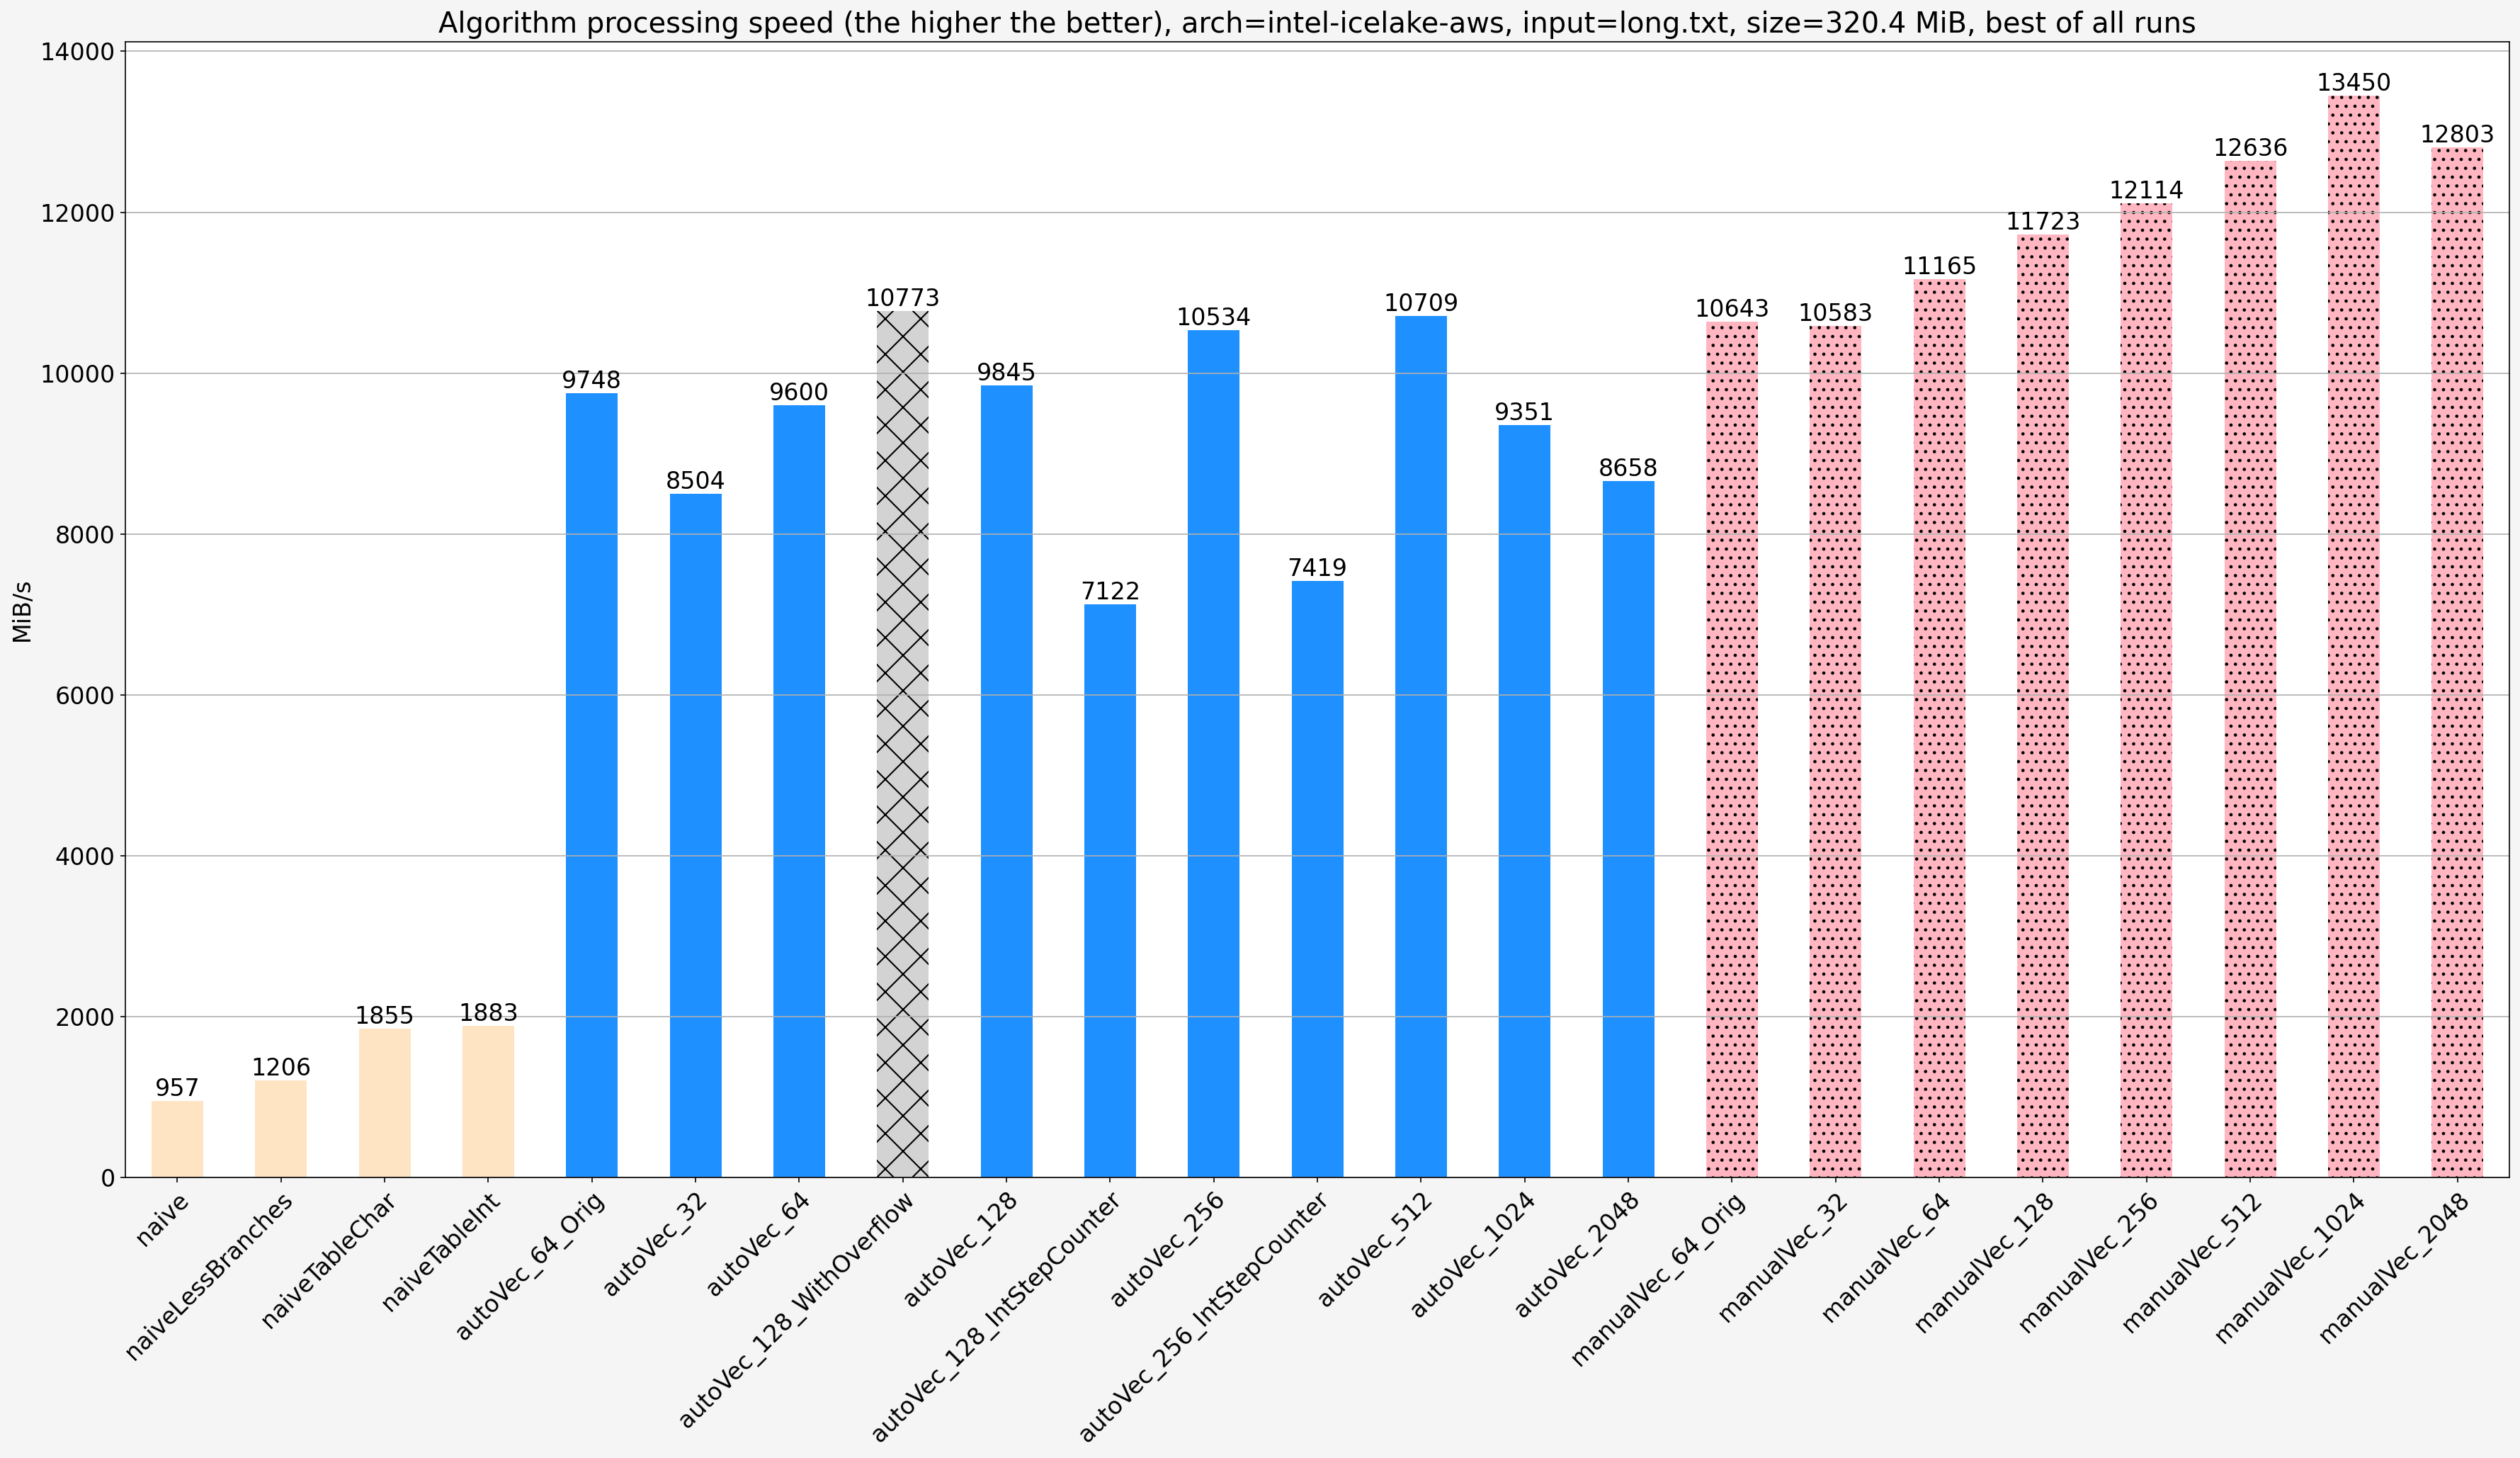 Algorithm processing speed (the higher the better), arch=intel-icelake-aws, input=long.txt, size=320.4 MiB, best of all runs
MiB/s
14000
12000
10000
8000
6000
4000
2000
0
957
1206
1855
1883
9748
8504
9600
10773
9845
7122
10534
7419
10709
9351
8658
10643
10583
11165
11723
12114
12636
13450
12803
naive
naiveLessBranches
naiveTableChar
naiveTableInt
autoVec_64_Orig
autoVec_32
autoVec_64
autoVec_128_WithOverflow
autoVec_128
autoVec_128_IntStepCounter
autoVec_256
autoVec_256_IntStepCounter
autoVec_512
autoVec_1024
autoVec_2048
manualVec_64_Orig
manualVec_32
manualVec_64
manualVec_128
manualVec_256
manualVec_512
manualVec_1024
manualVec_2048